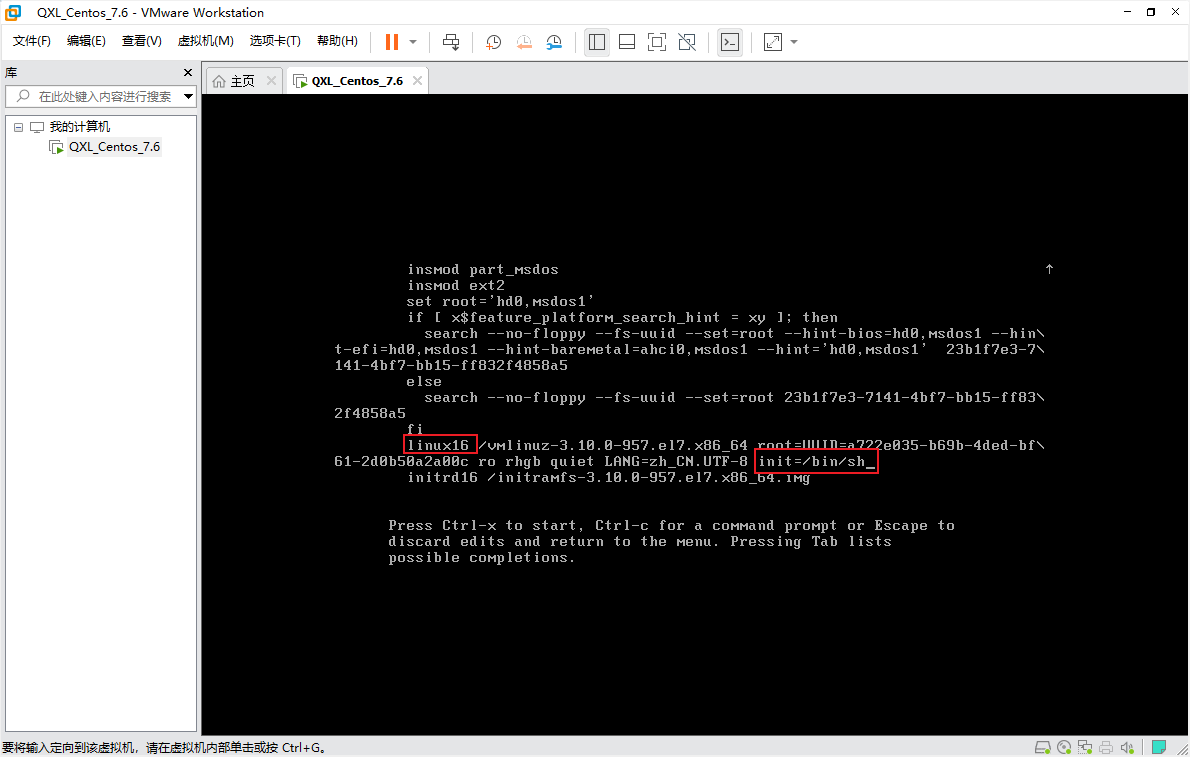 QXL_Centos_7.6 - VMware Workstation
文件(F) 编辑(E) 查看(V) 虚拟机(M) 选项卡(T) 帮助(H)
库
在此处键入内容进行搜索
我的计算机
QXL_Centos_7.6
主页 QXL_Centos_7.6
insmod part_msdos
insmod ext2
set root='hd0,msdos1'
if [ x$feature_platform_search_hint = xy ]; then
search --no-floppy --fs-uuid --set=root --hint-bios=hd0,msdos1 --hin\
t-efi=hd0,msdos1 --hint-baremetal=ahci0,msdos1 --hint='hd0,msdos1'  23b1f7e3-7\
141-4bf7-bb15-ff832f4858a5
else
search --no-floppy --fs-uuid --set=root 23b1f7e3-7141-4bf7-bb15-ff83\
2f4858a5
fi
linux16 /vmlinuz-3.10.0-957.el7.x86_64 root=UUID=a722e035-b69b-4ded-bf\
61-2d0b50a2a00c ro rhgb quiet LANG=zh_CN.UTF-8 init=/bin/sh_
initrd16 /initramfs-3.10.0-957.el7.x86_64.img
Press Ctrl-x to start, Ctrl-c for a command prompt or Escape to
discard edits and return to the menu. Pressing Tab lists
possible completions.
要将输入定向到该虚拟机，请在虚拟机内部单击或按 Ctrl+G。